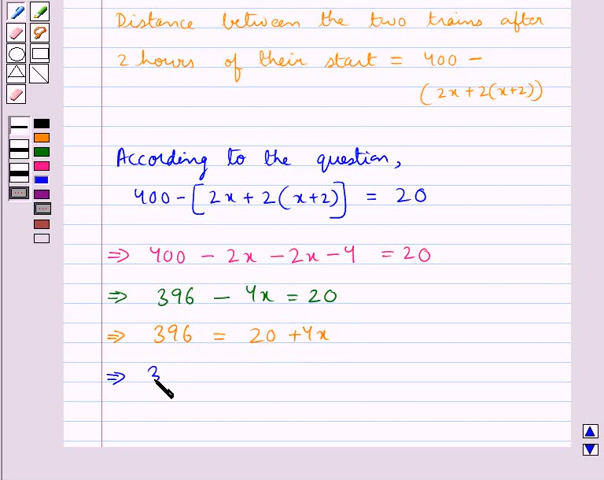 Distance between the two trains after
2 hours of their start = 400 -
(2x + 2(x+2))
According to the question,
400 - [2x + 2(x+2)] = 20
⇒ 400 - 2x - 2x - 4 = 20
⇒ 396 - 4x = 20
⇒ 396 = 20 + 4x
⇒ 3